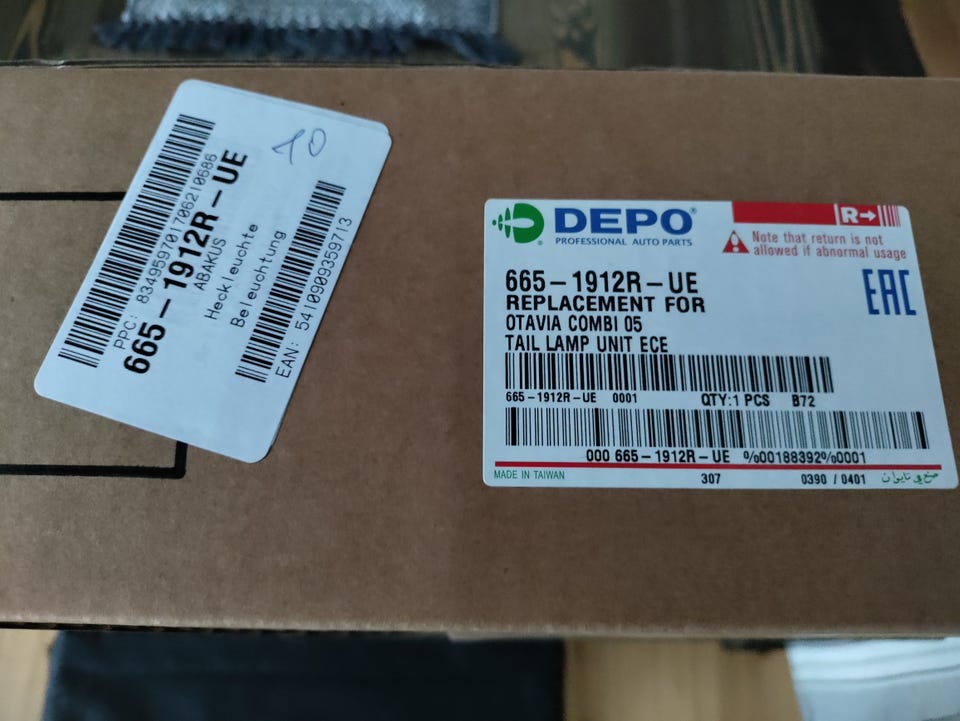 10
PPC: 834959701706210686
665-1912R-UE
ABAKUS
Heckleuchte
Beleuchtung
EAN: 5410909359713
DEPO®
PROFESSIONAL AUTO PARTS
R→
Note that return is not
allowed if abnormal usage
665-1912R-UE
REPLACEMENT FOR
OTAVIA COMBI 05
TAIL LAMP UNIT ECE
EAC
665-1912R-UE 0001 QTY:1 PCS B72
000 665-1912R-UE %00188392%0001
MADE IN TAIWAN 307 0390 / 0401 صنع في تايوان